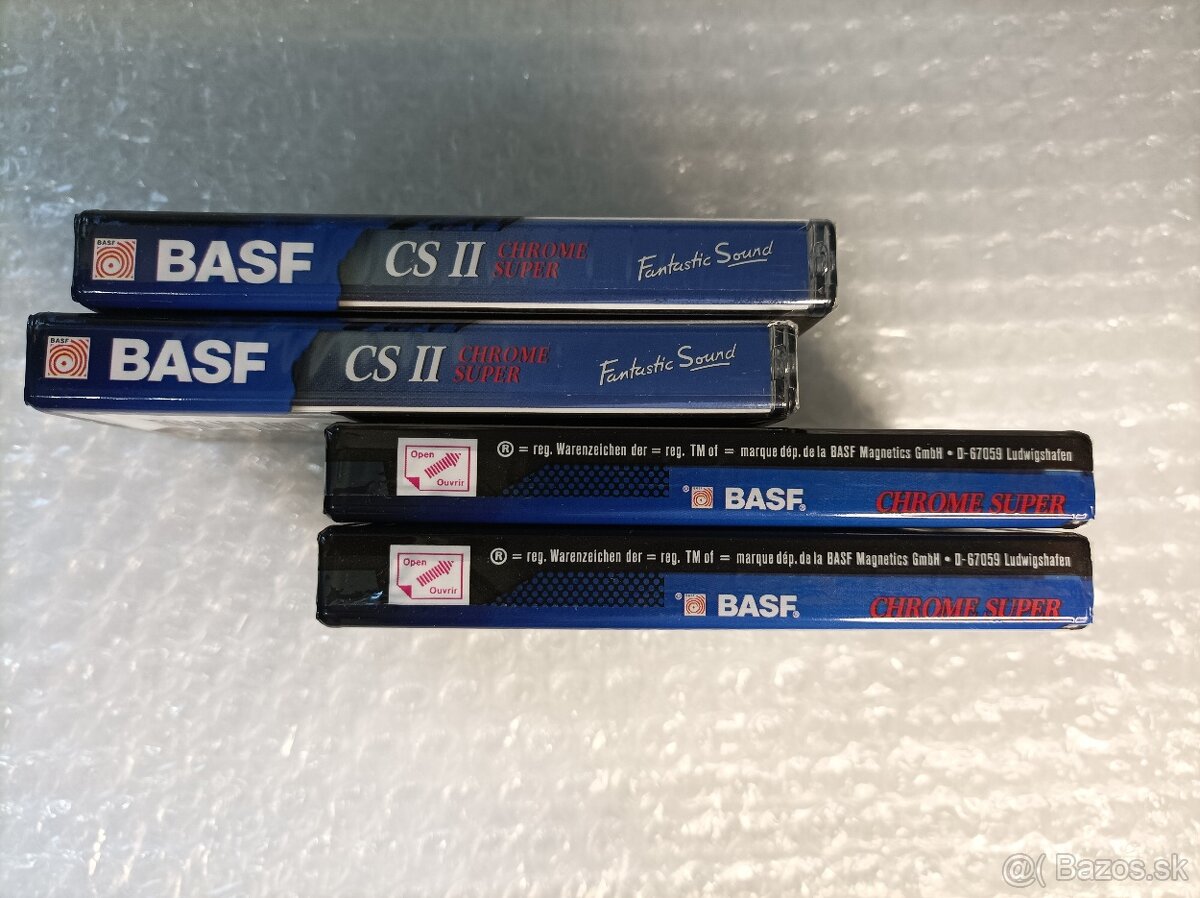 BASF
BASF CS II CHROME SUPER Fantastic Sound
BASF
BASF CS II CHROME SUPER Fantastic Sound
Open
Ouvrir
® = reg. Warenzeichen der = reg. TM of = marque dép. de la BASF Magnetics GmbH • D-67059 Ludwigshafen
® BASF® CHROME SUPER
Open
Ouvrir
® = reg. Warenzeichen der = reg. TM of = marque dép. de la BASF Magnetics GmbH • D-67059 Ludwigshafen
® BASF® CHROME SUPER
@( Bazos.sk